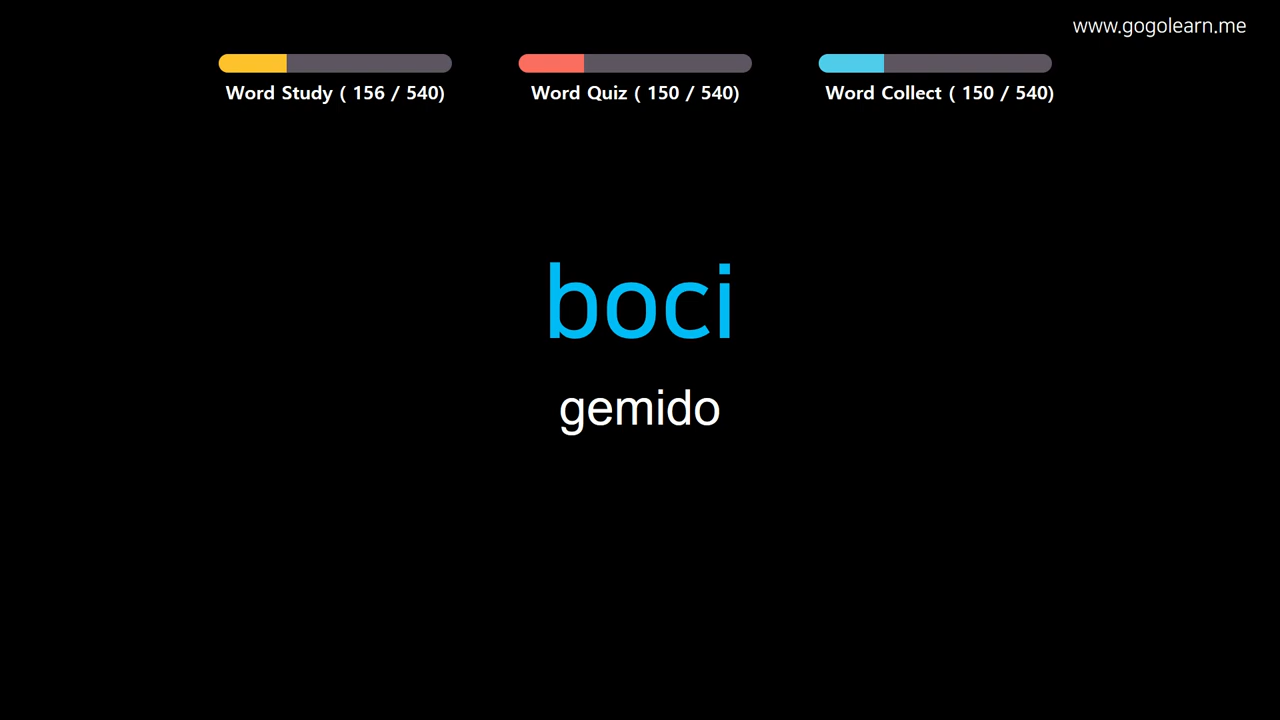 www.gogolearn.me
Word Study ( 156 / 540)
Word Quiz ( 150 / 540)
Word Collect ( 150 / 540)
boci
gemido